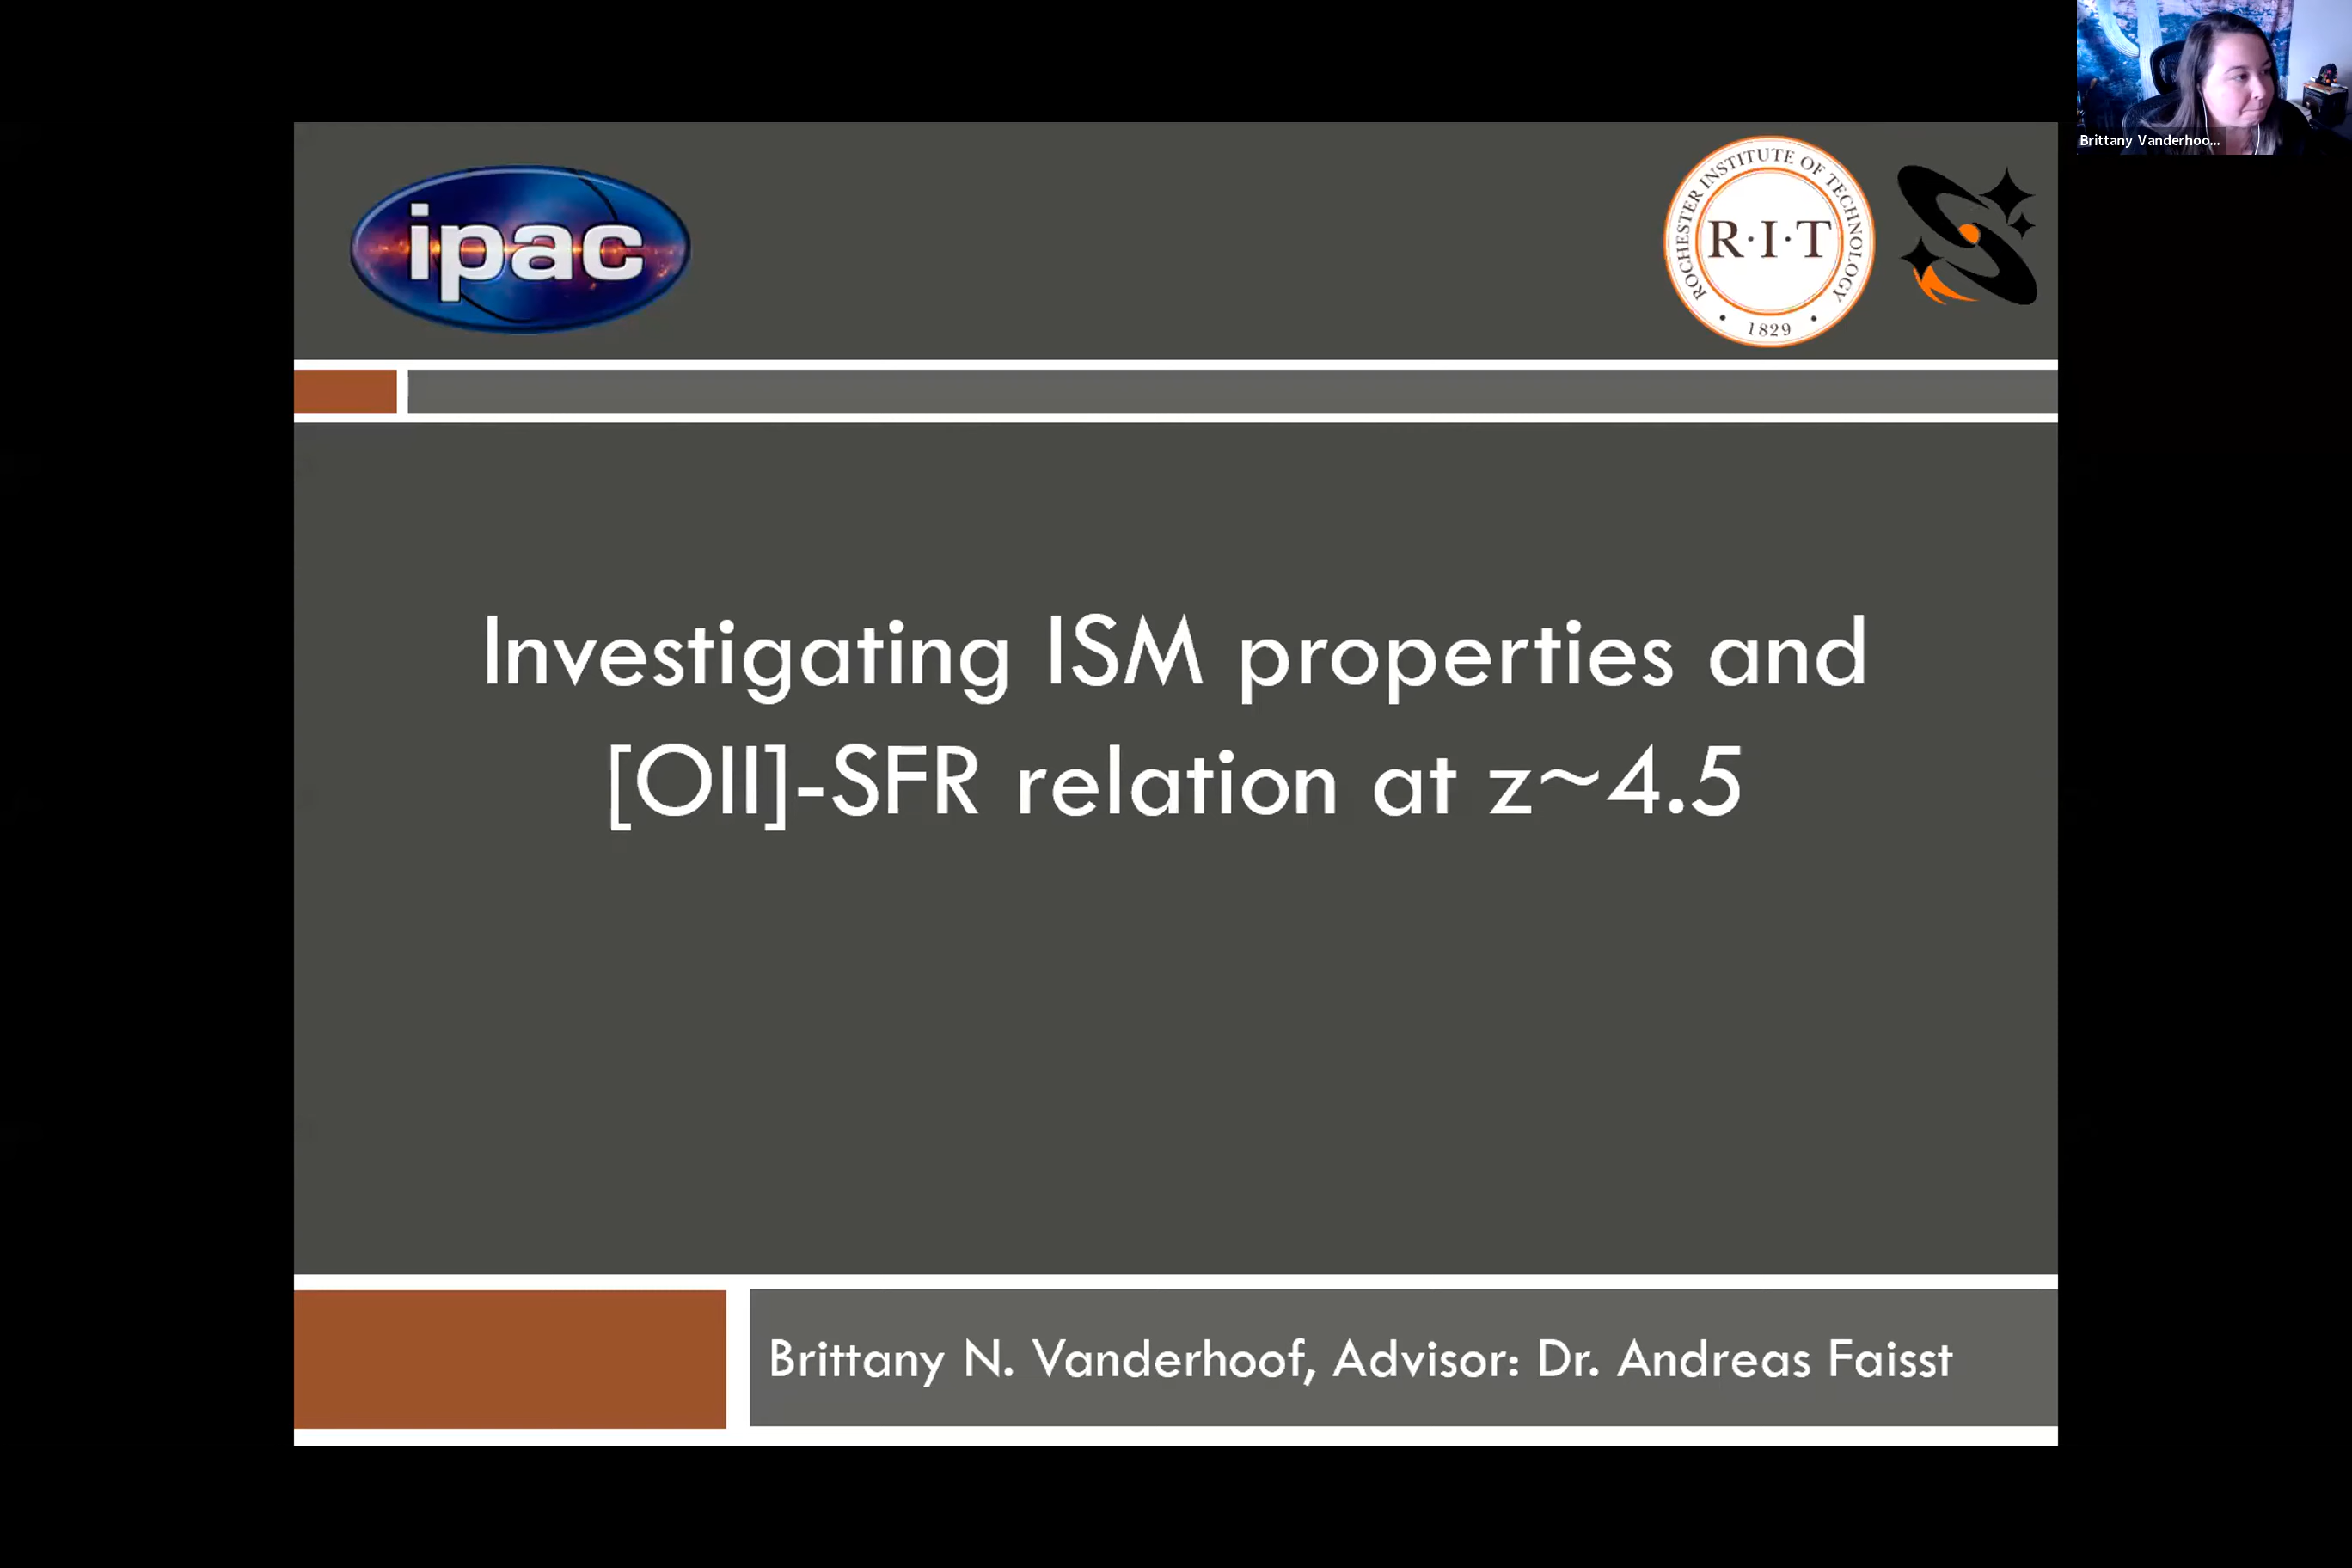 ipac
ROCHESTER INSTITUTE OF TECHNOLOGY
R·I·T
• 1829 •
Brittany Vanderhoo...
Investigating ISM properties and
[OII]-SFR relation at z~4.5
Brittany N. Vanderhoof, Advisor: Dr. Andreas Faisst